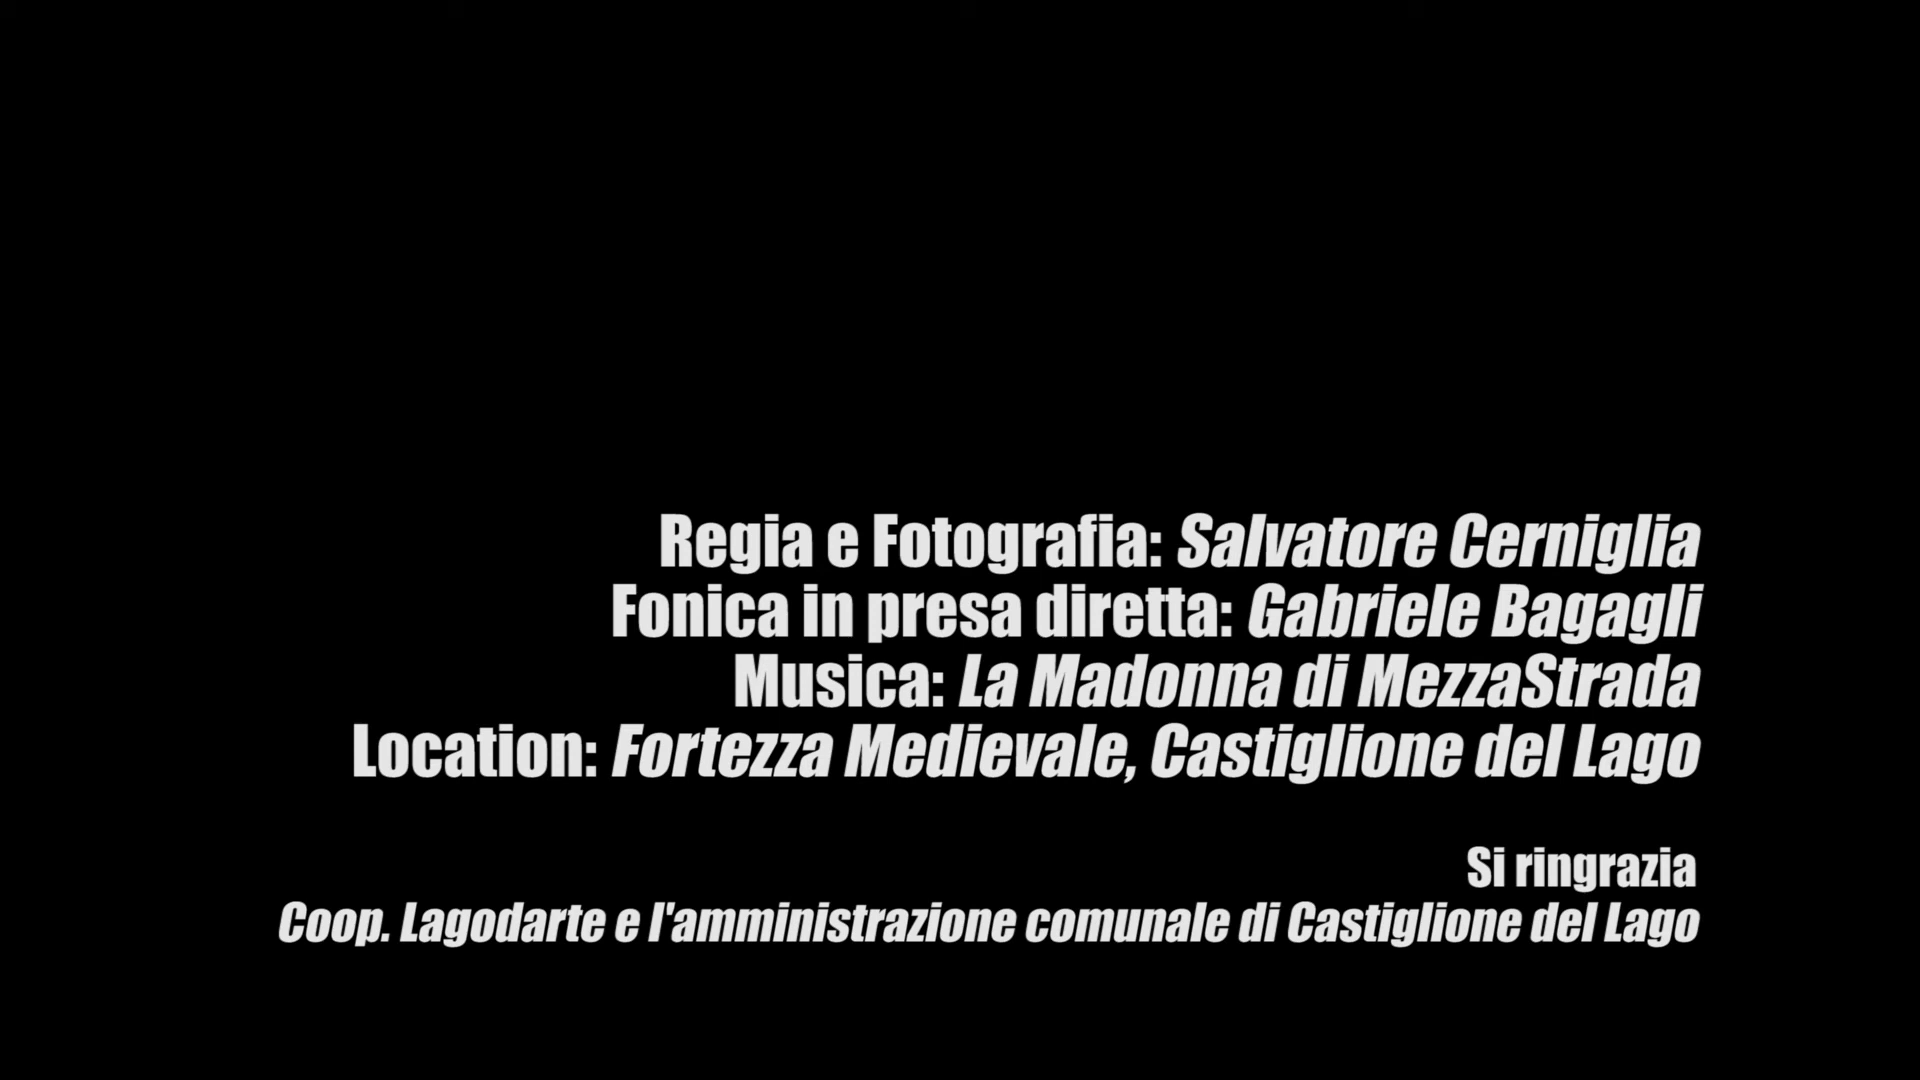 Regia e Fotografia: Salvatore Cerniglia
Fonica in presa diretta: Gabriele Bagagli
Musica: La Madonna di MezzaStrada
Location: Fortezza Medievale, Castiglione del Lago
Si ringrazia
Coop. Lagodarte e l'amministrazione comunale di Castiglione del Lago